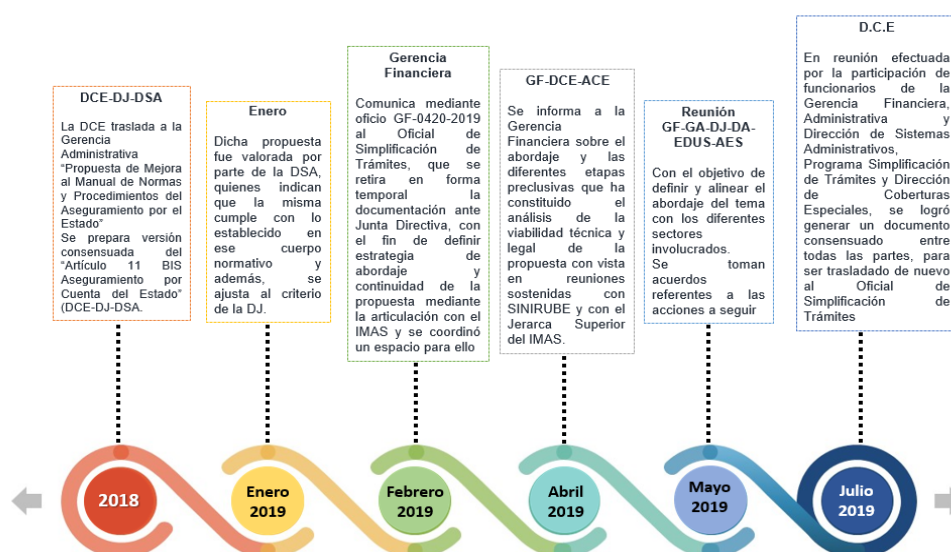 DCE-DJ-DSA
La DCE traslada a la
Gerencia
Administrativa
“Propuesta de Mejora
al Manual de Normas
y Procedimientos del
Aseguramiento por el
Estado”
Se prepara versión
consensuada del
“Artículo 11 BIS
Aseguramiento por
Cuenta del Estado”
(DCE-DJ-DSA.
Enero
Dicha propuesta
fue valorada por
parte de la DSA,
quienes indican
que la misma
cumple con lo
establecido en
ese cuerpo
normativo y
además, se
ajusta al criterio
de la DJ.
Gerencia
Financiera
Comunica mediante
oficio GF-0420-2019
al Oficial de
Simplificación de
Trámites, que se
retira en forma
temporal la
documentación ante
Junta Directiva, con
el fin de definir
estrategia de
abordaje y
continuidad de la
propuesta mediante
la articulación con el
IMAS y se coordinó
un espacio para ello
GF-DCE-ACE
Se informa a la
Gerencia
Financiera sobre el
abordaje y las
diferentes etapas
preclusivas que ha
constituido el
análisis de la
viabilidad técnica y
legal de la
propuesta con vista
en reuniones
sostenidas con
SINIRUBE y con el
Jerarca Superior
del IMAS.
Reunión
GF-GA-DJ-DA-
EDUS-AES
Con el objetivo de
definir y alinear el
abordaje del tema
con los diferentes
sectores
involucrados.
Se toman
acuerdos
referentes a las
acciones a seguir
D.C.E
En reunión efectuada
por la participación de
funcionarios de la
Gerencia Financiera,
Administrativa y
Dirección de Sistemas
Administrativos,
Programa Simplificación
de Trámites y Dirección
de Coberturas
Especiales, se logró
generar un documento
consensuado entre
todas las partes, para
ser trasladado de nuevo
al Oficial de
Simplificación de
Trámites
2018
Enero
2019
Febrero
2019
Abril
2019
Mayo
2019
Julio
2019